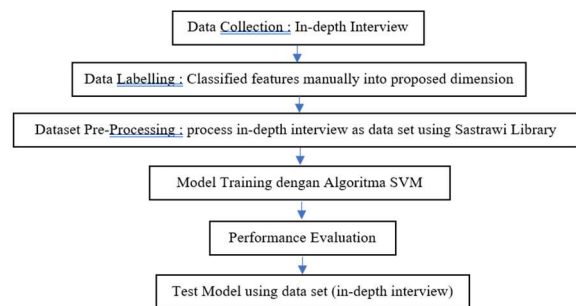 Data Collection : In-depth Interview
Data Labelling : Classified features manually into proposed dimension
Dataset Pre-Processing : process in-depth interview as data set using Sastrawi Library
Model Training dengan Algoritma SVM
Performance Evaluation
Test Model using data set (in-depth interview)